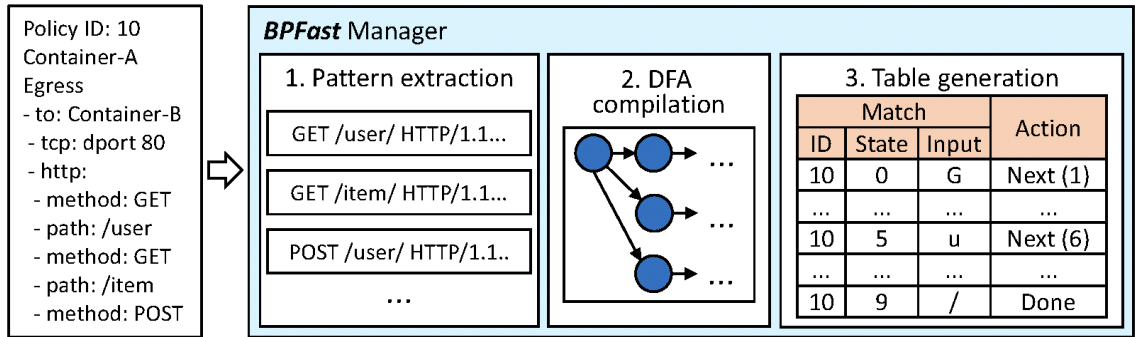 Policy ID: 10
Container-A
Egress
- to: Container-B
- tcp: dport 80
- http:
- method: GET
- path: /user
- method: GET
- path: /item
- method: POST
BPFast Manager
1. Pattern extraction
GET /user/ HTTP/1.1...
GET /item/ HTTP/1.1...
POST /user/ HTTP/1.1..
...
2. DFA
compilation
...
...
...
3. Table generation
Match Action
ID State Input
10 0 G Next (1)
... ... ... ...
10 5 u Next (6)
... ... ... ...
10 9 / Done